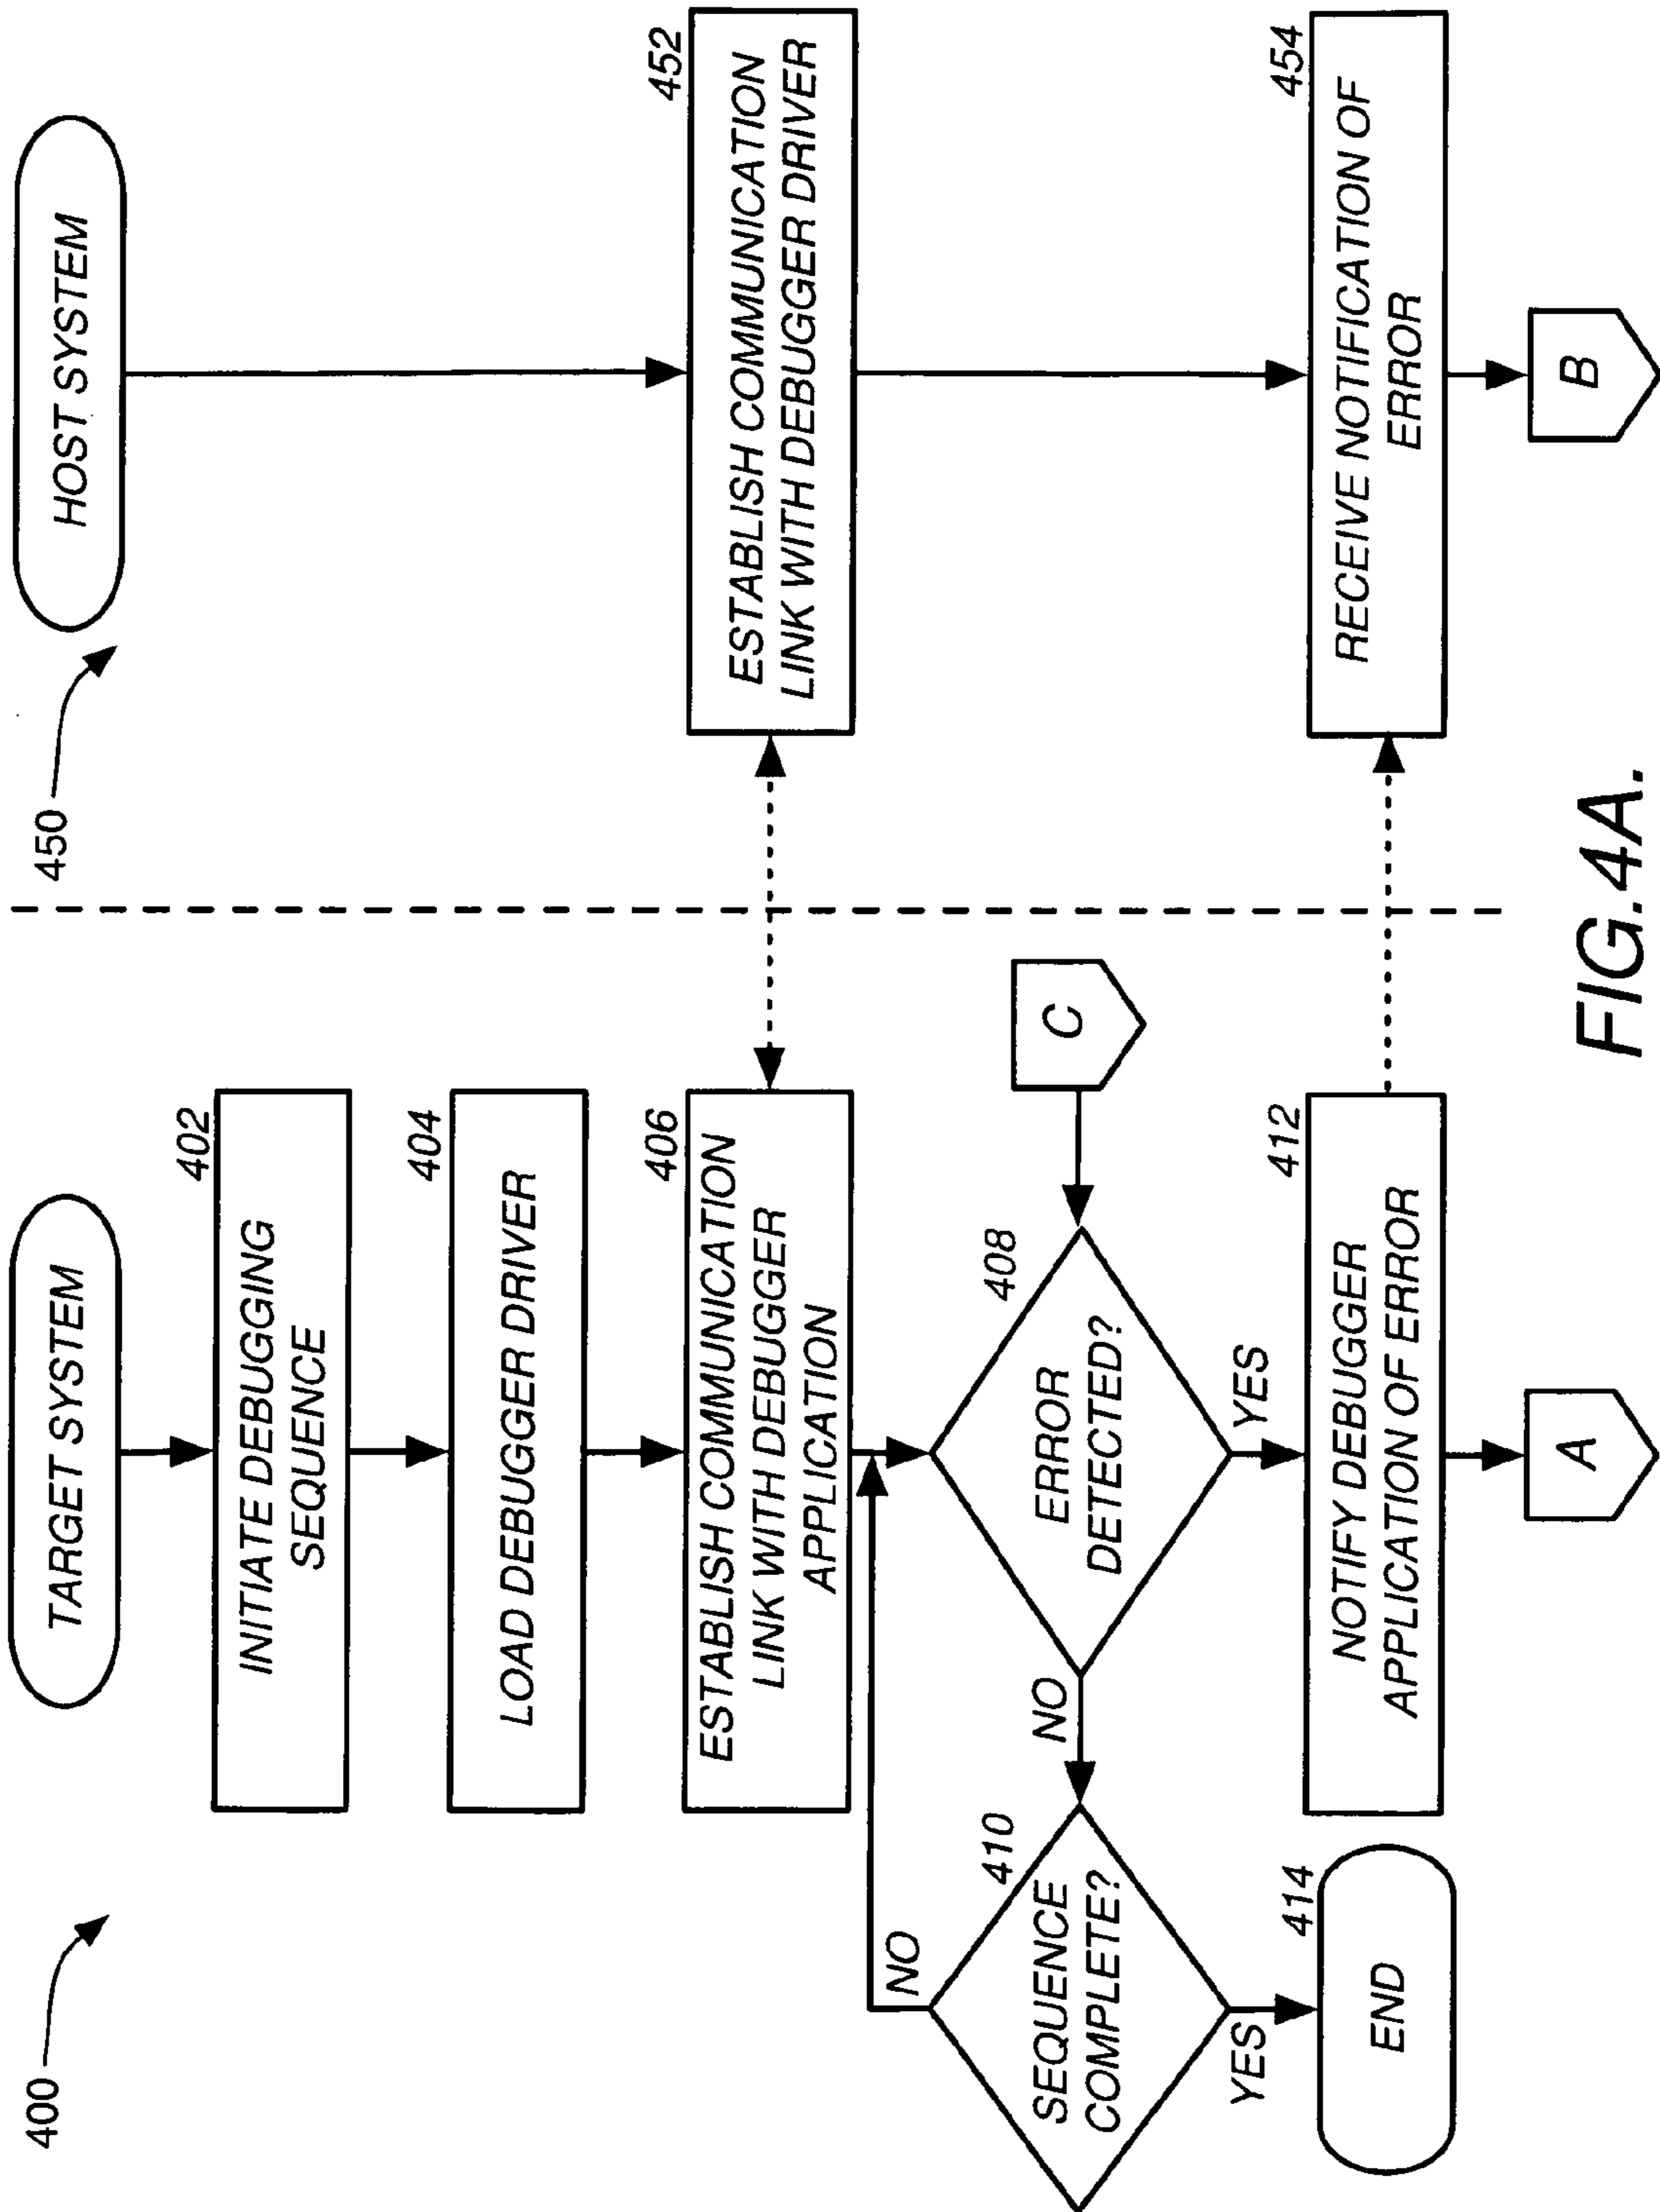 400
TARGET SYSTEM
402
INITIATE DEBUGGING
SEQUENCE
404
LOAD DEBUGGER DRIVER
406
ESTABLISH COMMUNICATION
LINK WITH DEBUGGER
APPLICATION
408
ERROR
DETECTED?
C
NO
YES
410
SEQUENCE
COMPLETE?
NO
YES
412
NOTIFY DEBUGGER
APPLICATION OF ERROR
414
END
A
450
HOST SYSTEM
452
ESTABLISH COMMUNICATION
LINK WITH DEBUGGER DRIVER
454
RECEIVE NOTIFICATION OF
ERROR
B
FIG.4A.